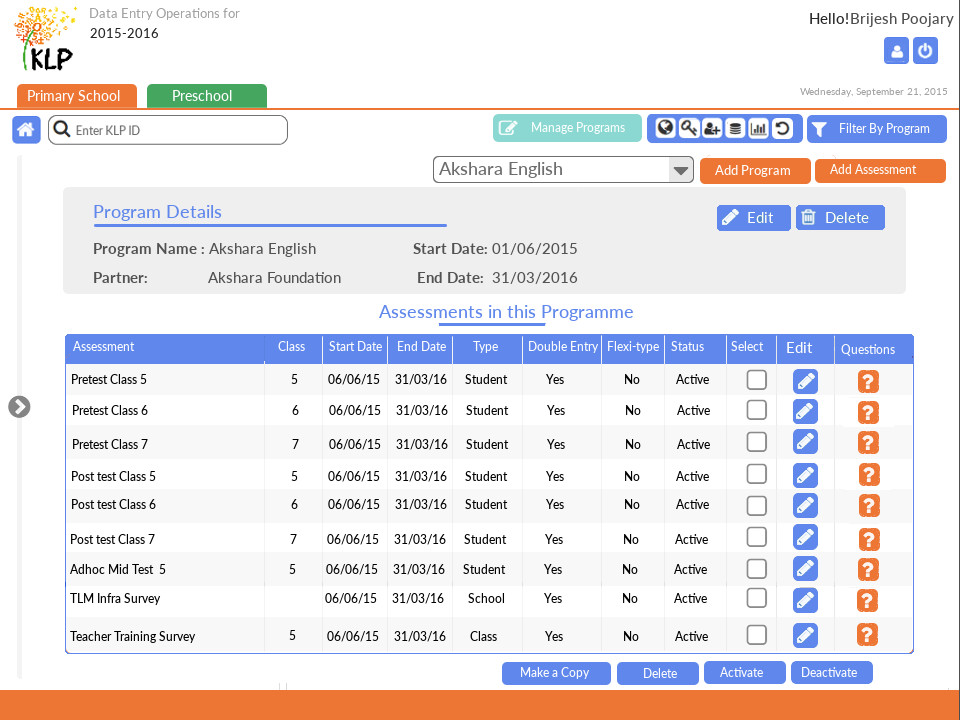 Data Entry Operations for
2015-2016
KLP
Hello!Brijesh Poojary
Primary School Preschool
Wednesday, September 21, 2015
Enter KLP ID Manage Programs Filter By Program
Akshara English Add Program Add Assessment
Program Details Edit Delete
Program Name : Akshara English Start Date: 01/06/2015
Partner: Akshara Foundation End Date: 31/03/2016
Assessments in this Programme
Assessment Class Start Date End Date Type Double Entry Flexi-type Status Select Edit Questions
Pretest Class 5 5 06/06/15 31/03/16 Student Yes No Active ?
Pretest Class 6 6 06/06/15 31/03/16 Student Yes No Active ?
Pretest Class 7 7 06/06/15 31/03/16 Student Yes No Active ?
Post test Class 5 5 06/06/15 31/03/16 Student Yes No Active ?
Post test Class 6 6 06/06/15 31/03/16 Student Yes No Active ?
Post test Class 7 7 06/06/15 31/03/16 Student Yes No Active ?
Adhoc Mid Test 5 5 06/06/15 31/03/16 Student Yes No Active ?
TLM Infra Survey 06/06/15 31/03/16 School Yes No Active ?
Teacher Training Survey 5 06/06/15 31/03/16 Class Yes No Active ?
Make a Copy Delete Activate Deactivate